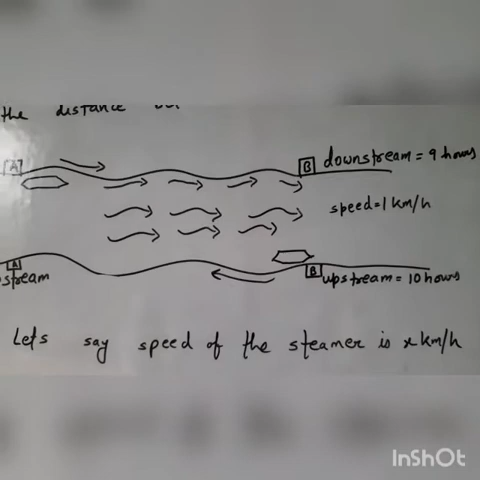 the distance
A
B downstream = 9 hours
speed=1 km/h
A
B upstream= 10 hours
stream
Lets say speed of the steamer is x km/h
InShOt